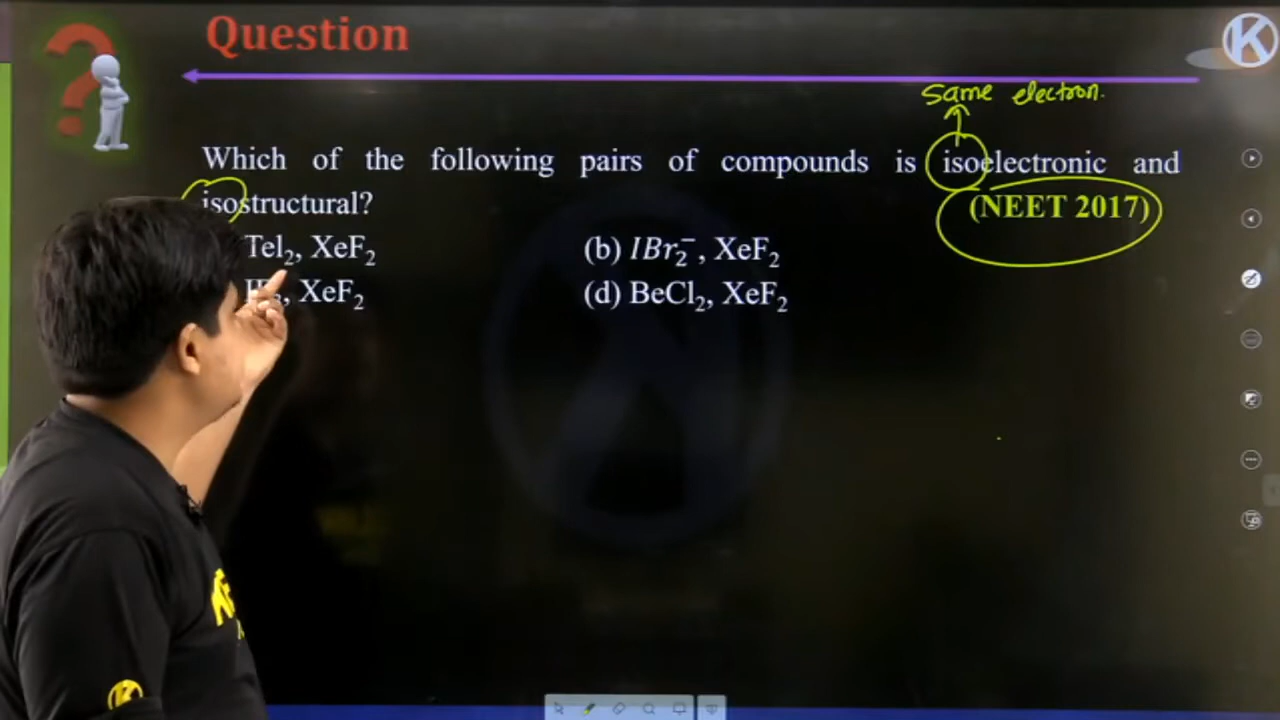 Question
same electron.
Which of the following pairs of compounds is isoelectronic and
isostructural? (NEET 2017)
TeI₂, XeF₂ (b) IBr₂⁻, XeF₂
XeF₂ (d) BeCl₂, XeF₂
K
K